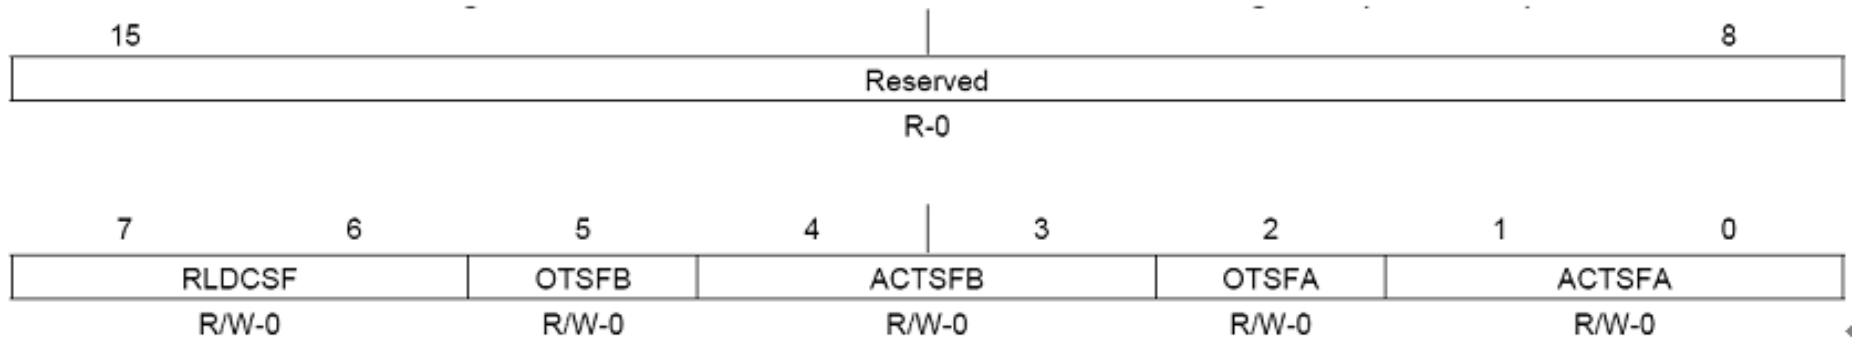 15 8
Reserved
R-0
7 6 5 4 3 2 1 0
RLDCSF OTSFB ACTSFB OTSFA ACTSFA
R/W-0 R/W-0 R/W-0 R/W-0 R/W-0